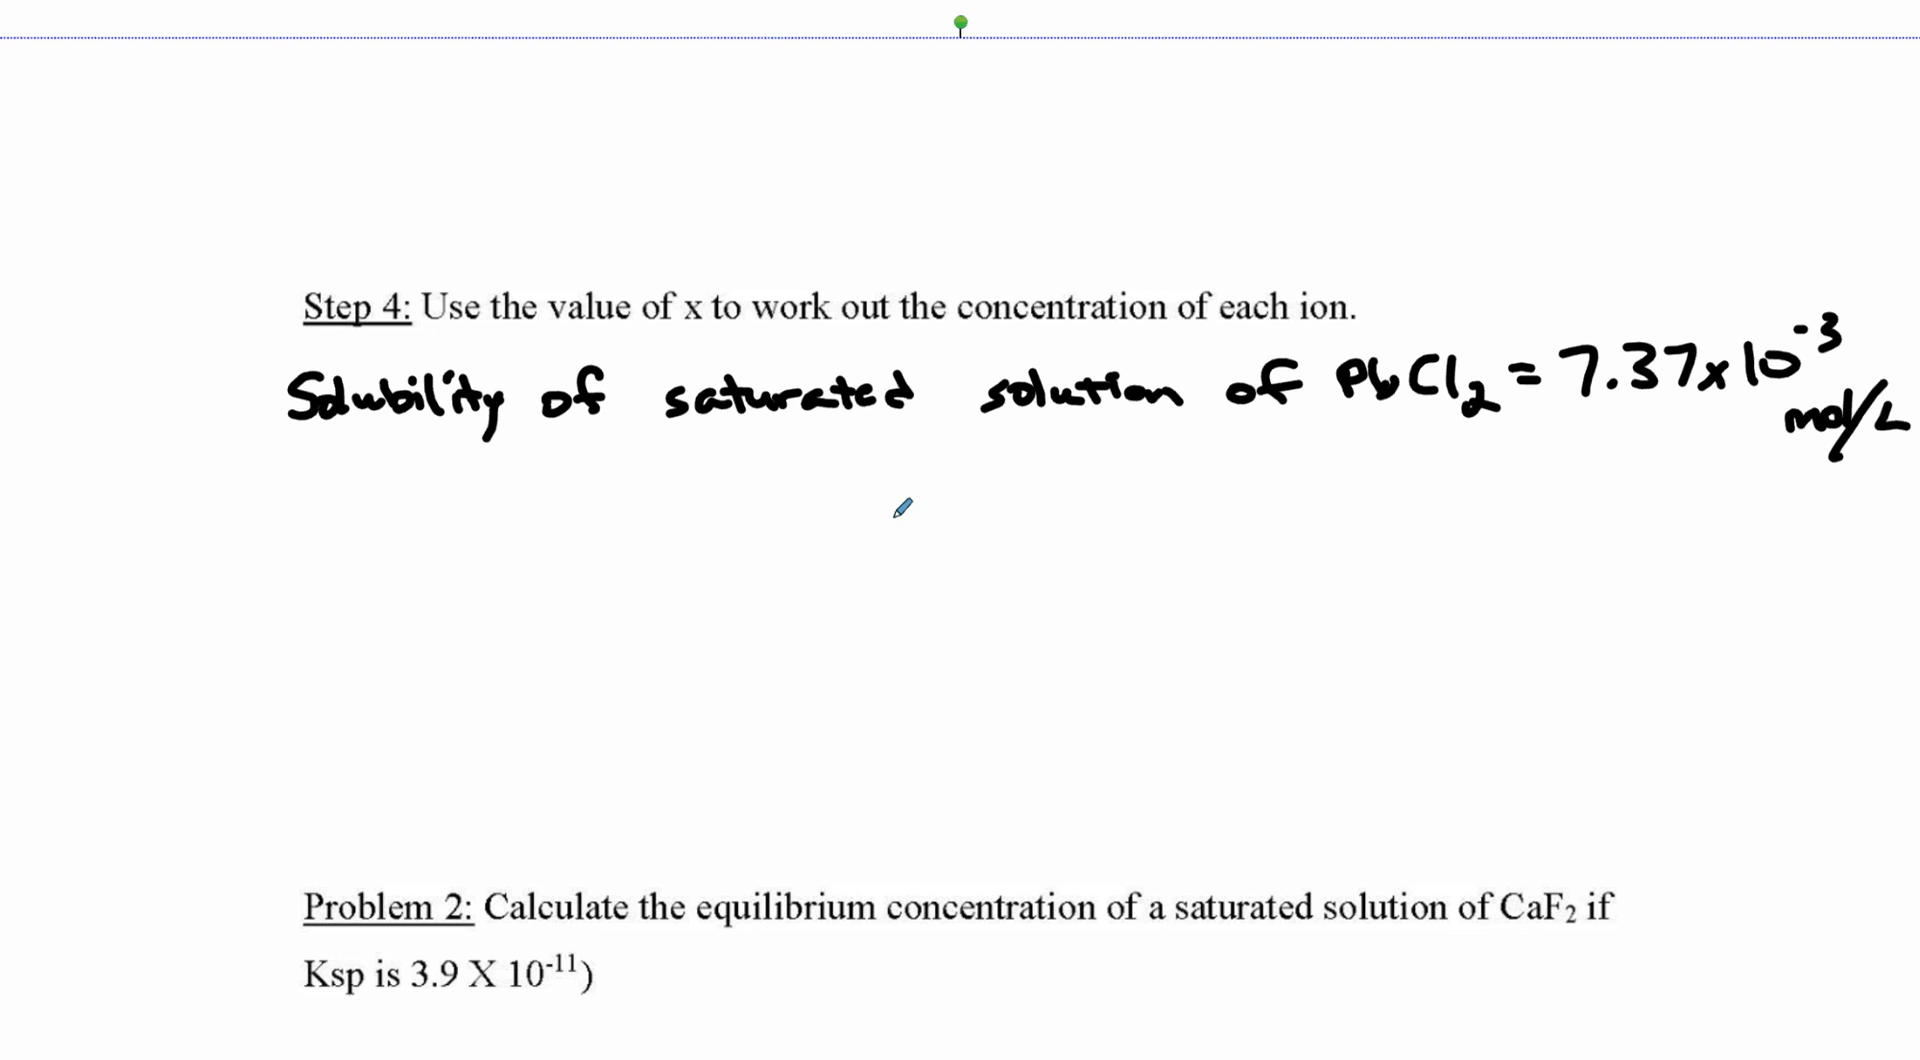 Step 4: Use the value of x to work out the concentration of each ion.
Solubility of saturated solution of PbCl₂ = 7.37x10⁻³
mol/L
Problem 2: Calculate the equilibrium concentration of a saturated solution of CaF₂ if
Ksp is 3.9 X 10⁻¹¹)